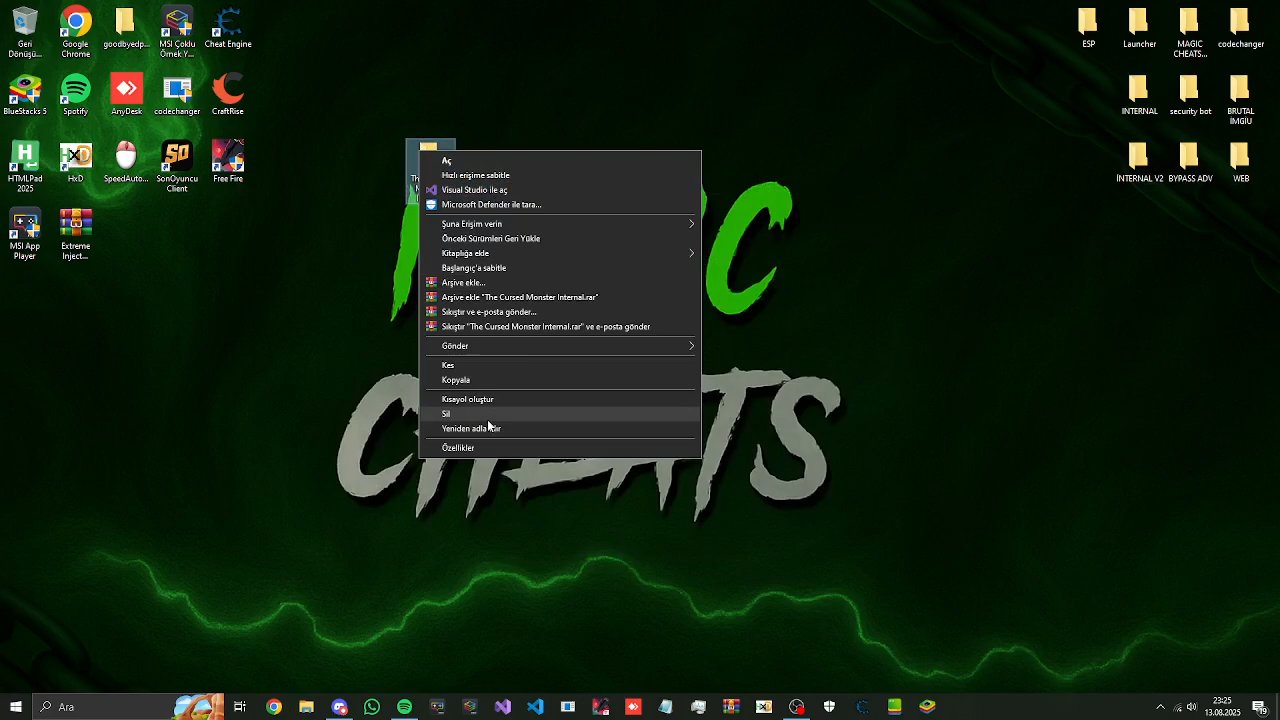 Geri
Dönüşü...
Google
Chrome
goodbyedp...
MSI Çoklu
Örnek Y...
Cheat Engine
BlueStacks 5
Spotify
AnyDesk
codechanger
CraftRise
HTMLPad
2025
HxD
SpeedAuto...
SonOyuncu
Client
Free Fire
MSI App
Player
Extreme
Inject...
ESP
Launcher
MAGIC
CHEATS...
codechanger
INTERNAL
security bot
BRUTAL
İMGİU
İNTERNAL V2
BYPASS ADV
WEB
Aç
Hızlı erişime sabitle
Visual Studio ile aç
Microsoft Defender ile tara...
Şuna Erişim verin
Önceki Sürümleri Geri Yükle
Kitaplığa ekle
Başlangıç'a sabitle
Arşive ekle...
Arşive ekle "The Cursed Monster Internal.rar"
Sıkıştır ve e-posta gönder...
Sıkıştır "The Cursed Monster Internal.rar" ve e-posta gönder
Gönder
Kes
Kopyala
Kısayol oluştur
Sil
Yeniden adlandır
Özellikler
CHEATS
Ara
23:25
13.08.2025